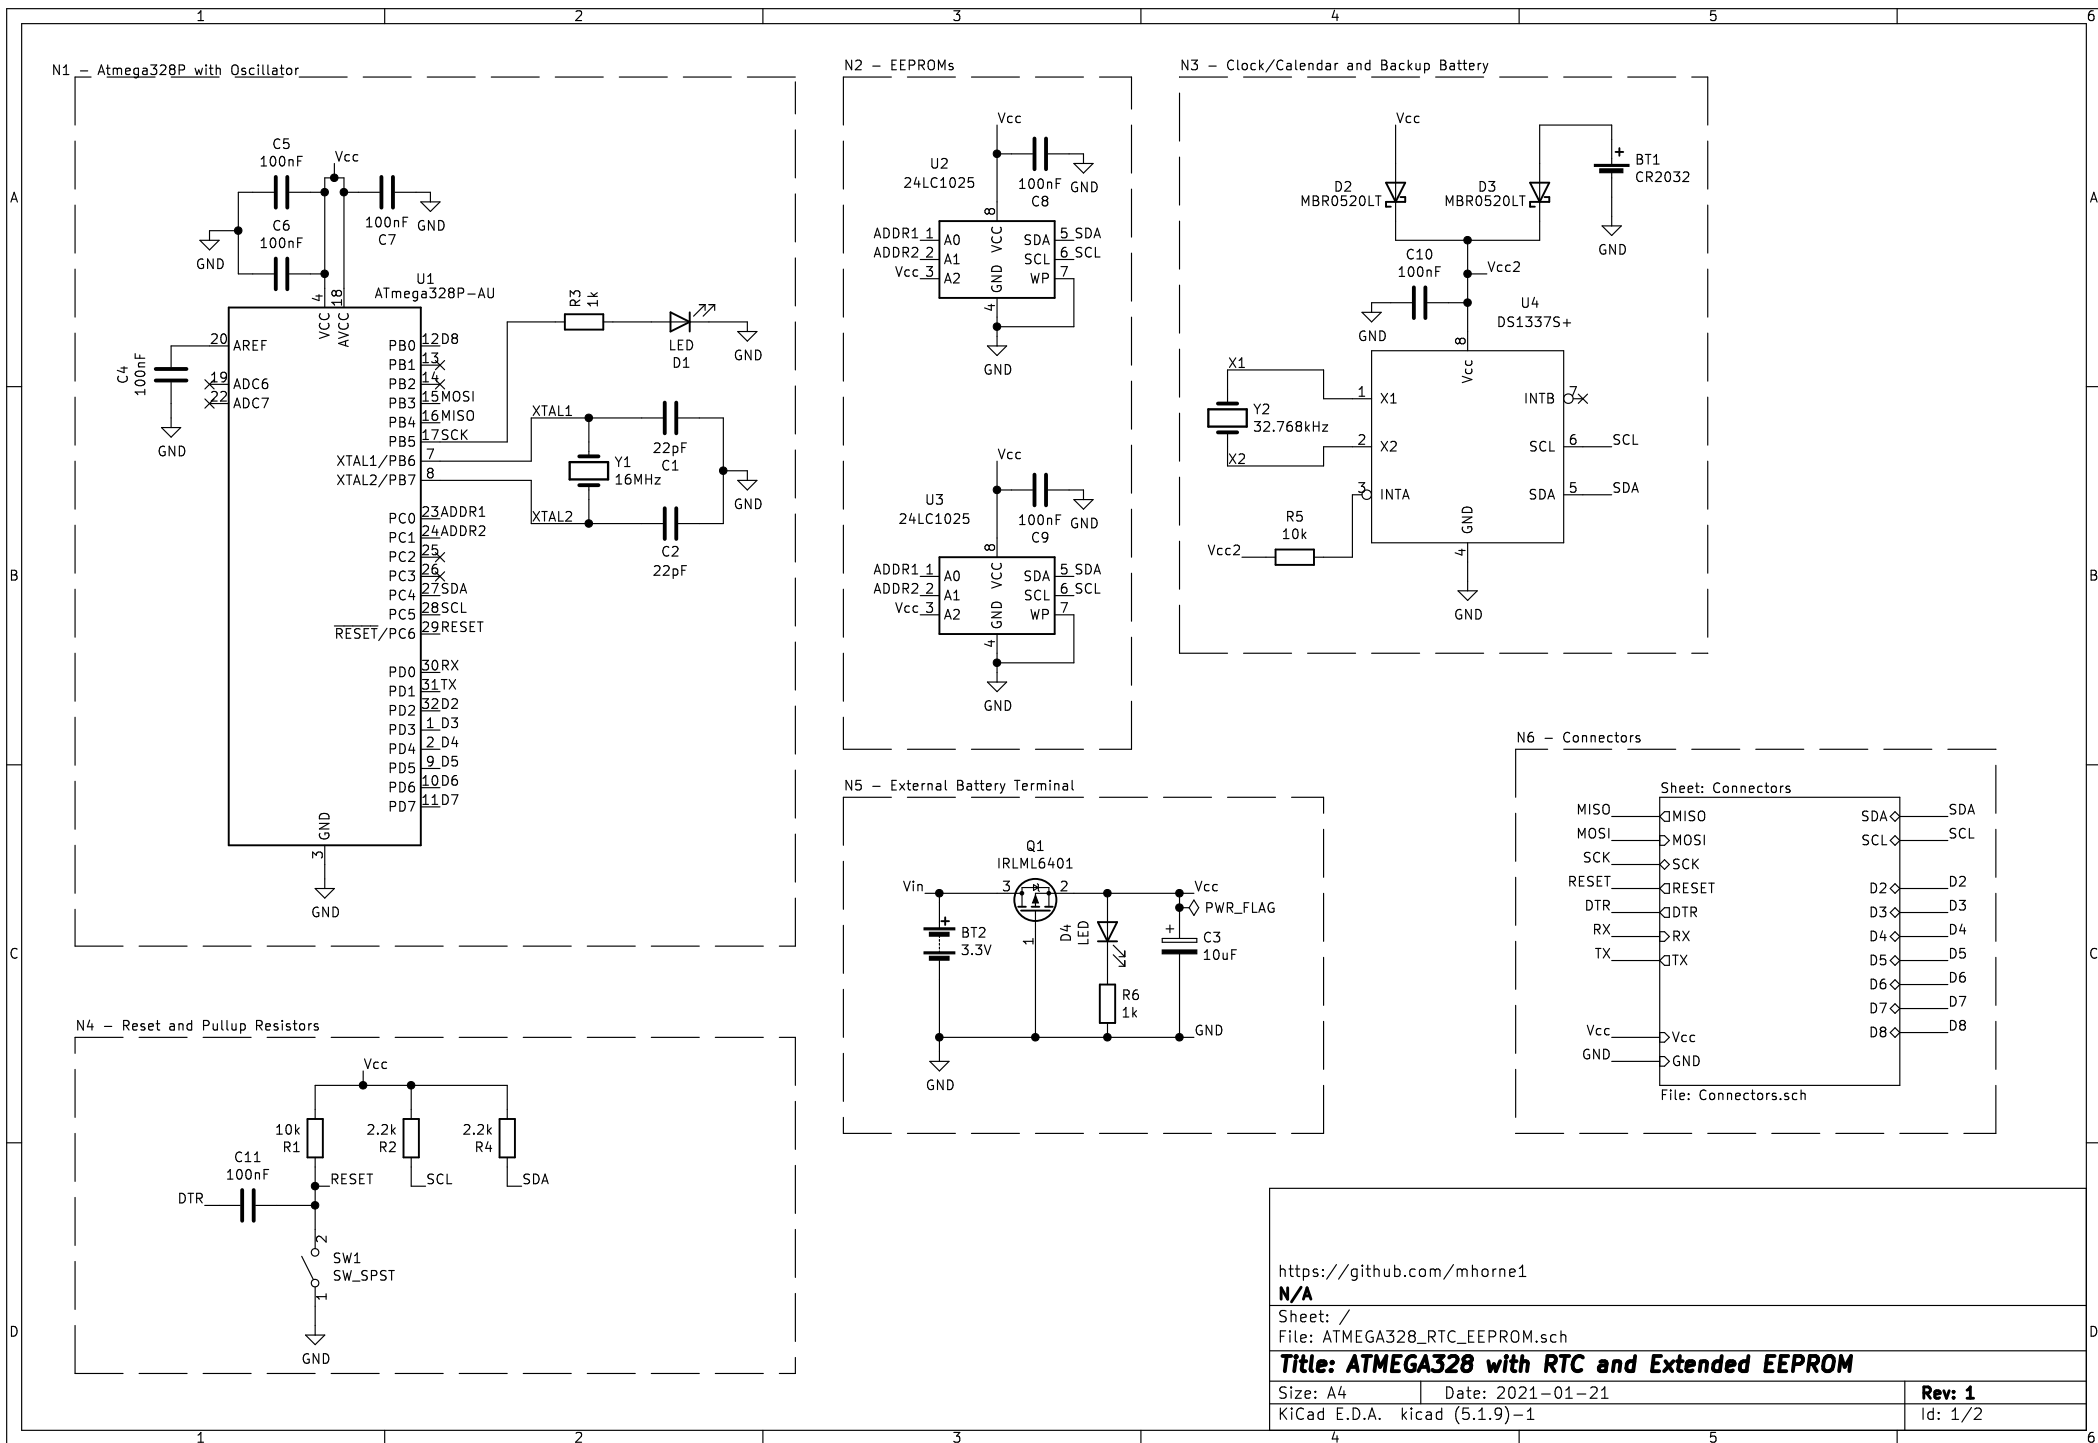 1 2 3 4 5 6
A
B
C
D
A
B
C
D
N1 - Atmega328P with Oscillator
C5
100nF
Vcc
C6
100nF
100nF
C7
GND
GND
U1
ATmega328P-AU
4
18
VCC
AVCC
20 AREF
19 ADC6
22 ADC7
C4
100nF
GND
PB0 12 D8
PB1 13
PB2 14
PB3 15 MOSI
PB4 16 MISO
PB5 17 SCK
XTAL1/PB6 7
XTAL2/PB7 8
PC0 23 ADDR1
PC1 24 ADDR2
PC2 25
PC3 26
PC4 27 SDA
PC5 28 SCL
RESET/PC6 29 RESET
PD0 30 RX
PD1 31 TX
PD2 32 D2
PD3 1 D3
PD4 2 D4
PD5 9 D5
PD6 10 D6
PD7 11 D7
GND
3
GND
R3
1k
LED
D1
GND
XTAL1
22pF
C1
Y1
16MHz
GND
XTAL2
C2
22pF
N2 - EEPROMs
Vcc
U2
24LC1025
100nF
C8
GND
8
ADDR1 1 A0 VCC SDA 5 SDA
ADDR2 2 A1 SCL 6 SCL
Vcc 3 A2 GND WP 7
4
GND
Vcc
U3
24LC1025
100nF
C9
GND
8
ADDR1 1 A0 VCC SDA 5 SDA
ADDR2 2 A1 SCL 6 SCL
Vcc 3 A2 GND WP 7
4
GND
N3 - Clock/Calendar and Backup Battery
Vcc
D2
MBR0520LT
D3
MBR0520LT
+
BT1
CR2032
GND
C10
100nF
Vcc2
GND
U4
DS1337S+
8
Vcc
X1
1 X1
INTB 7
Y2
32.768kHz
2 X2
SCL 6 SCL
X2
3 INTA
SDA 5 SDA
R5
10k
Vcc2
GND
4
GND
N4 - Reset and Pullup Resistors
Vcc
10k
R1
2.2k
R2
2.2k
R4
C11
100nF
RESET
SCL
SDA
DTR
2
SW1
SW_SPST
1
GND
N5 - External Battery Terminal
Q1
IRLML6401
Vin
3
2
Vcc
PWR_FLAG
1
+
BT2
3.3V
D4
LED
+
C3
10uF
R6
1k
GND
GND
N6 - Connectors
Sheet: Connectors
MISO MISO SDA SDA
MOSI MOSI SCL SCL
SCK SCK
RESET RESET D2 D2
DTR DTR D3 D3
RX RX D4 D4
TX TX D5 D5
D6 D6
D7 D7
Vcc Vcc D8 D8
GND GND
File: Connectors.sch
https://github.com/mhorne1
N/A
Sheet: /
File: ATMEGA328_RTC_EEPROM.sch
Title: ATMEGA328 with RTC and Extended EEPROM
Size: A4 Date: 2021-01-21 Rev: 1
KiCad E.D.A. kicad (5.1.9)-1 Id: 1/2
1 2 3 4 5 6